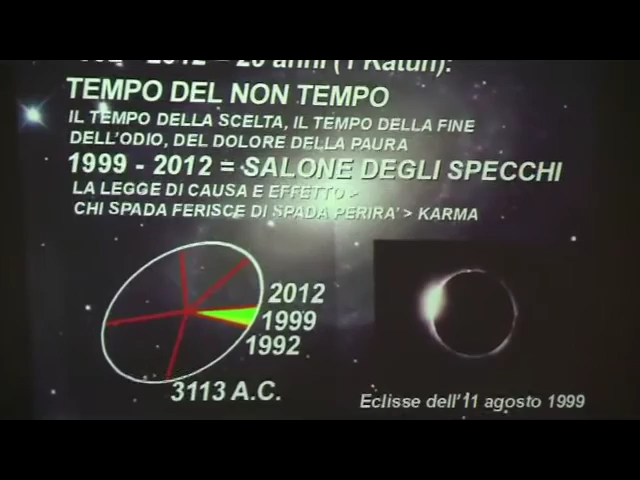 2012 = 20 anni (1 Katun):
TEMPO DEL NON TEMPO
IL TEMPO DELLA SCELTA, IL TEMPO DELLA FINE
DELL'ODIO, DEL DOLORE DELLA PAURA
1999 - 2012 = SALONE DEGLI SPECCHI
LA LEGGE DI CAUSA E EFFETTO >
CHI SPADA FERISCE DI SPADA PERIRA' > KARMA
2012
1999
1992
3113 A.C.
Eclisse dell'11 agosto 1999